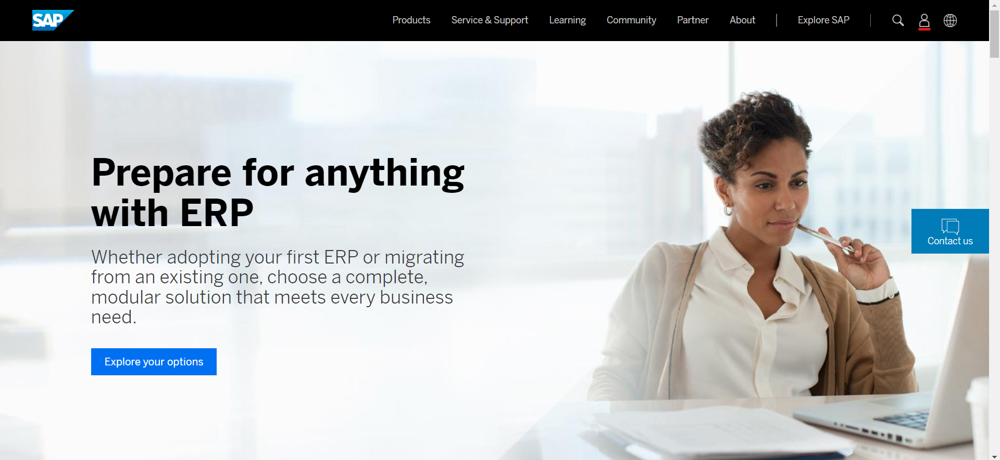 SAP
Products
Service & Support
Learning
Community
Partner
About
Explore SAP
Prepare for anything
with ERP
Whether adopting your first ERP or migrating
from an existing one, choose a complete,
modular solution that meets every business
need.
Explore your options
Contact us